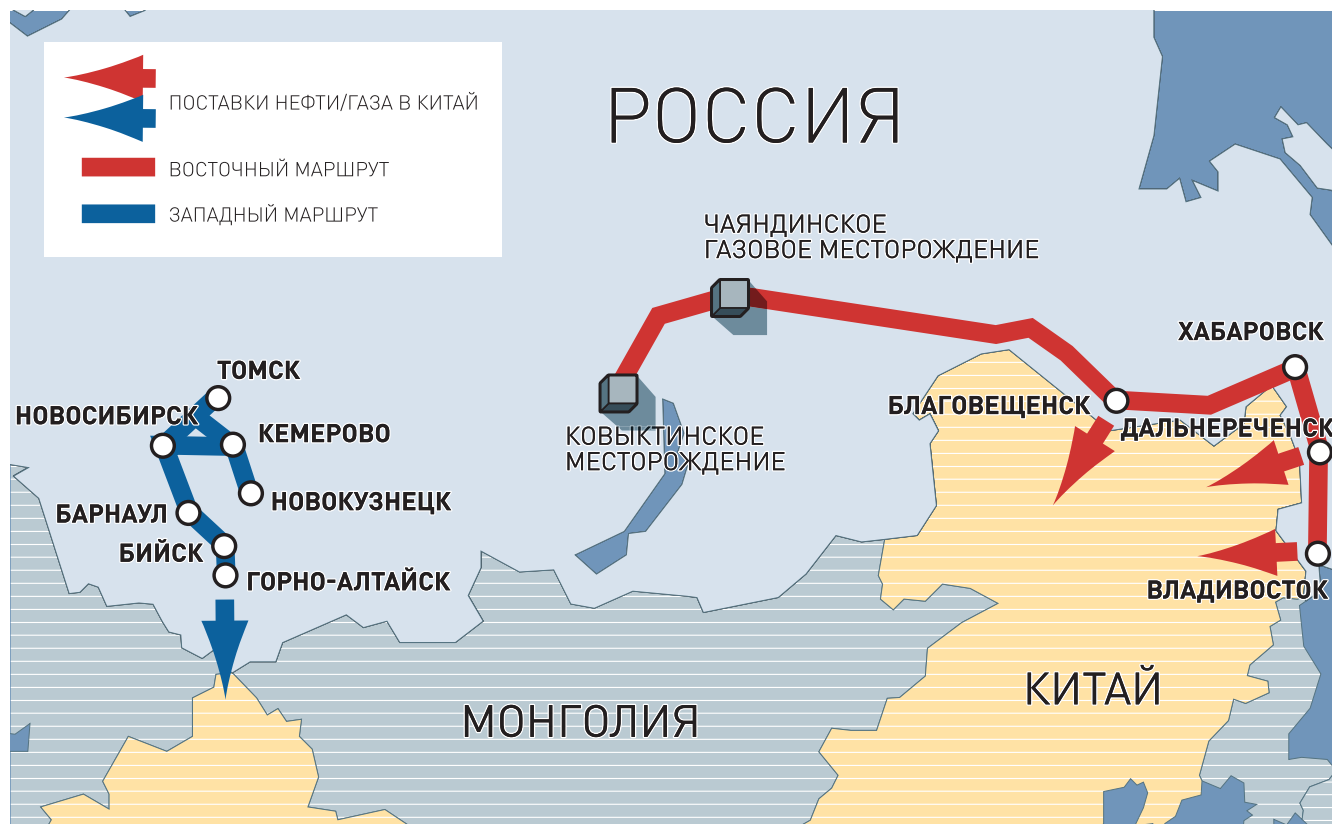 ПОСТАВКИ НЕФТИ/ГАЗА В КИТАЙ
ВОСТОЧНЫЙ МАРШРУТ
ЗАПАДНЫЙ МАРШРУТ
РОССИЯ
ЧАЯНДИНСКОЕ
ГАЗОВОЕ МЕСТОРОЖДЕНИЕ
ХАБАРОВСК
ТОМСК
НОВОСИБИРСК
КЕМЕРОВО
БЛАГОВЕЩЕНСК
ДАЛЬНЕРЕЧЕНСК
КОВЫКТИНСКОЕ
МЕСТОРОЖДЕНИЕ
НОВОКУЗНЕЦК
БАРНАУЛ
БИЙСК
ГОРНО-АЛТАЙСК
ВЛАДИВОСТОК
КИТАЙ
МОНГОЛИЯ